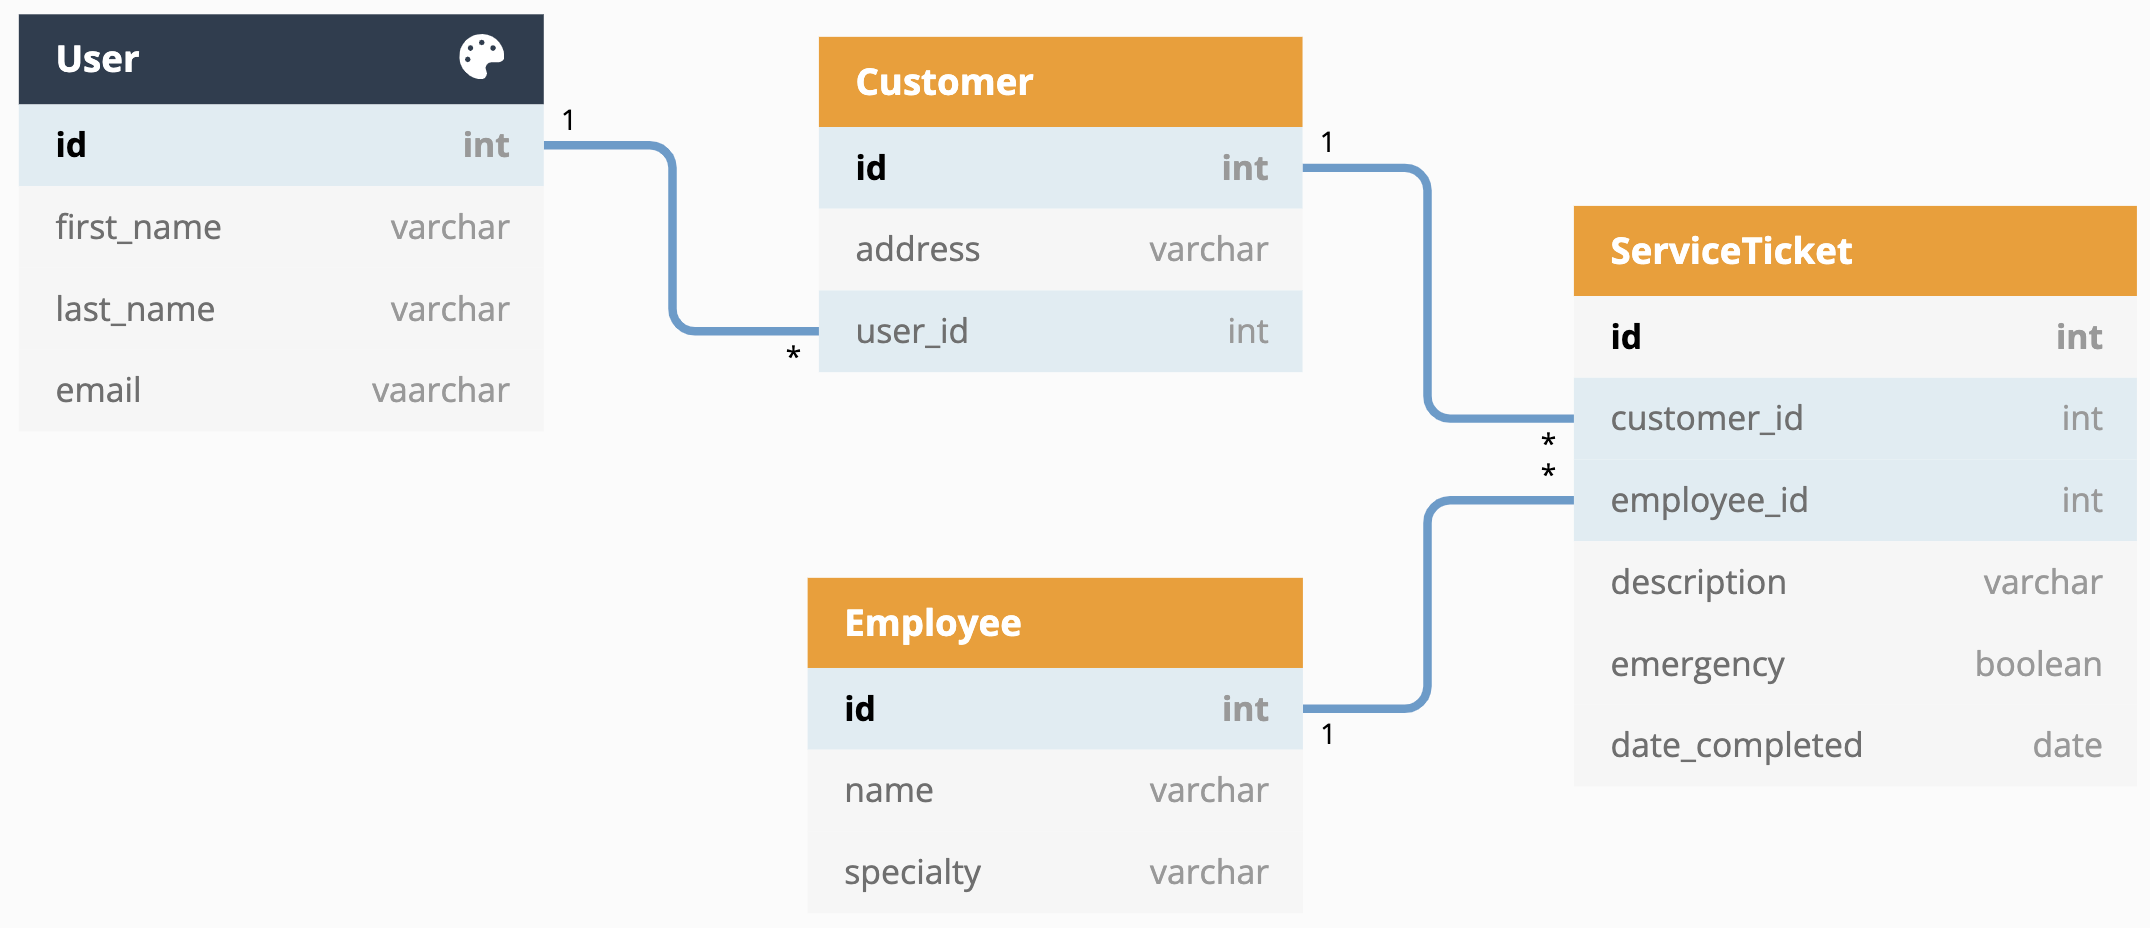 User
id int
first_name varchar
last_name varchar
email vaarchar
1
*
Customer
id int
address varchar
user_id int
1
*
*
1
Employee
id int
name varchar
specialty varchar
ServiceTicket
id int
customer_id int
employee_id int
description varchar
emergency boolean
date_completed date